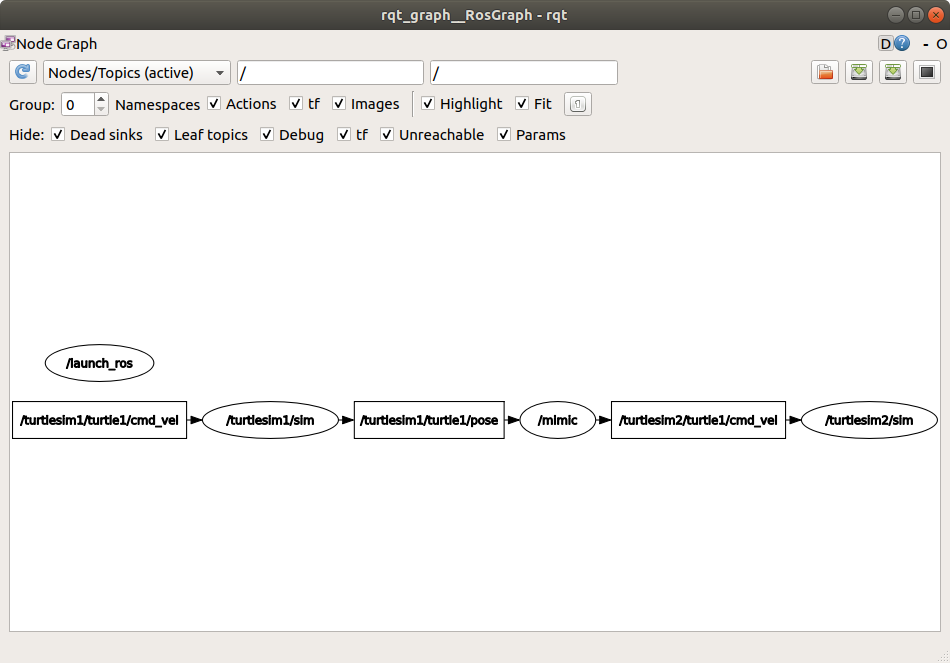 rqt_graph__RosGraph - rqt
Node Graph
D ? - O
Nodes/Topics (active) / /
Group: 0 Namespaces Actions tf Images Highlight Fit
Hide: Dead sinks Leaf topics Debug tf Unreachable Params
/launch_ros
/turtlesim1/turtle1/cmd_vel /turtlesim1/sim /turtlesim1/turtle1/pose /mimic /turtlesim2/turtle1/cmd_vel /turtlesim2/sim